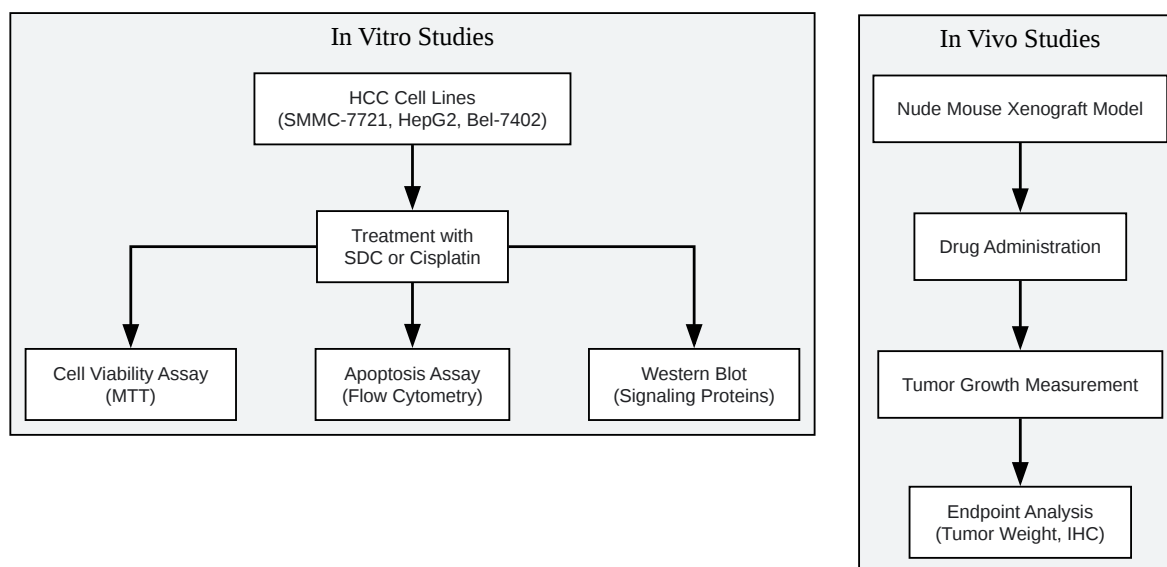 In Vitro Studies
HCC Cell Lines
(SMMC-7721, HepG2, Bel-7402)
Treatment with
SDC or Cisplatin
Cell Viability Assay
(MTT)
Apoptosis Assay
(Flow Cytometry)
Western Blot
(Signaling Proteins)
In Vivo Studies
Nude Mouse Xenograft Model
Drug Administration
Tumor Growth Measurement
Endpoint Analysis
(Tumor Weight, IHC)